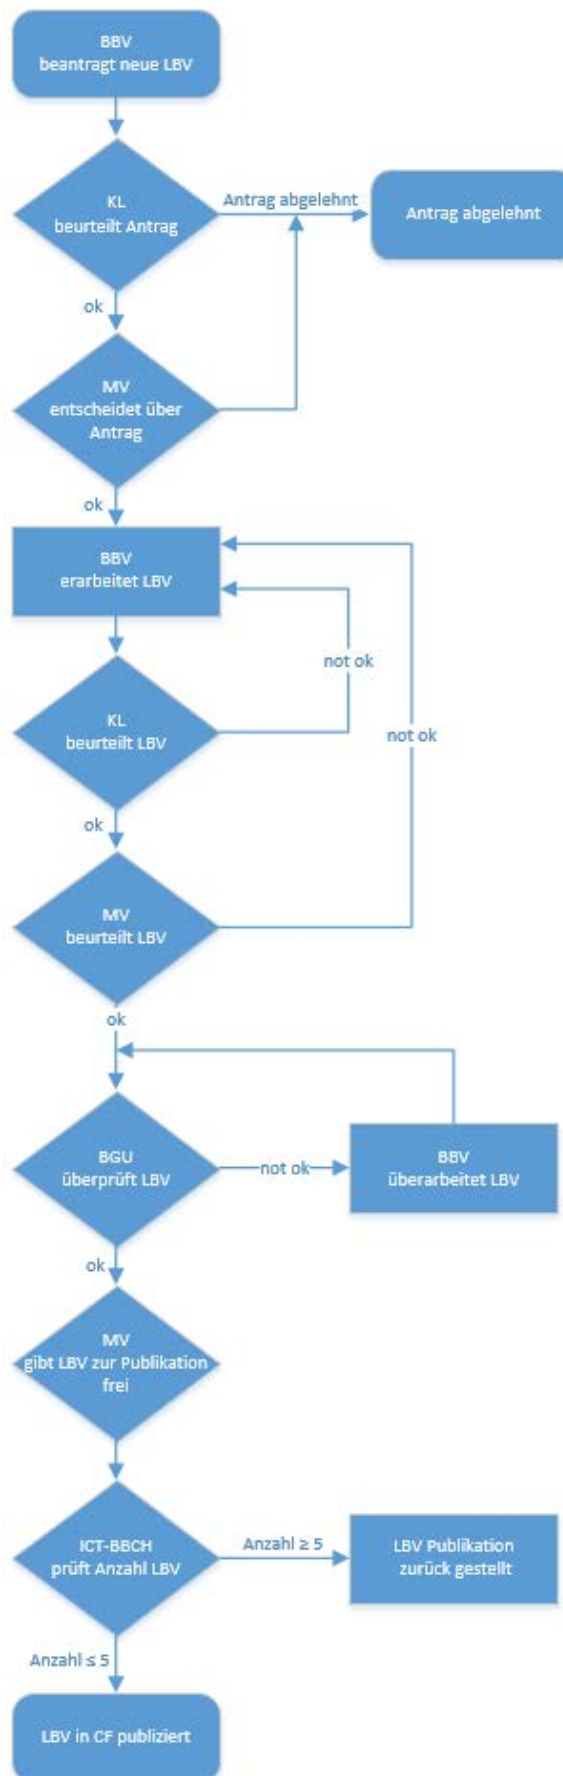 BBV
beantragt neue LBV
KL
beurteilt Antrag
Antrag abgelehnt
Antrag abgelehnt
ok
MV
entscheidet über
Antrag
ok
BBV
erarbeitet LBV
not ok
KL
beurteilt LBV
not ok
ok
MV
beurteilt LBV
ok
BGU
überprüft LBV
not ok
BBV
überarbeitet LBV
ok
MV
gibt LBV zur Publikation
frei
ICT-BBCH
prüft Anzahl LBV
Anzahl ≥ 5
LBV Publikation
zurück gestellt
Anzahl ≤ 5
LBV in CF publiziert